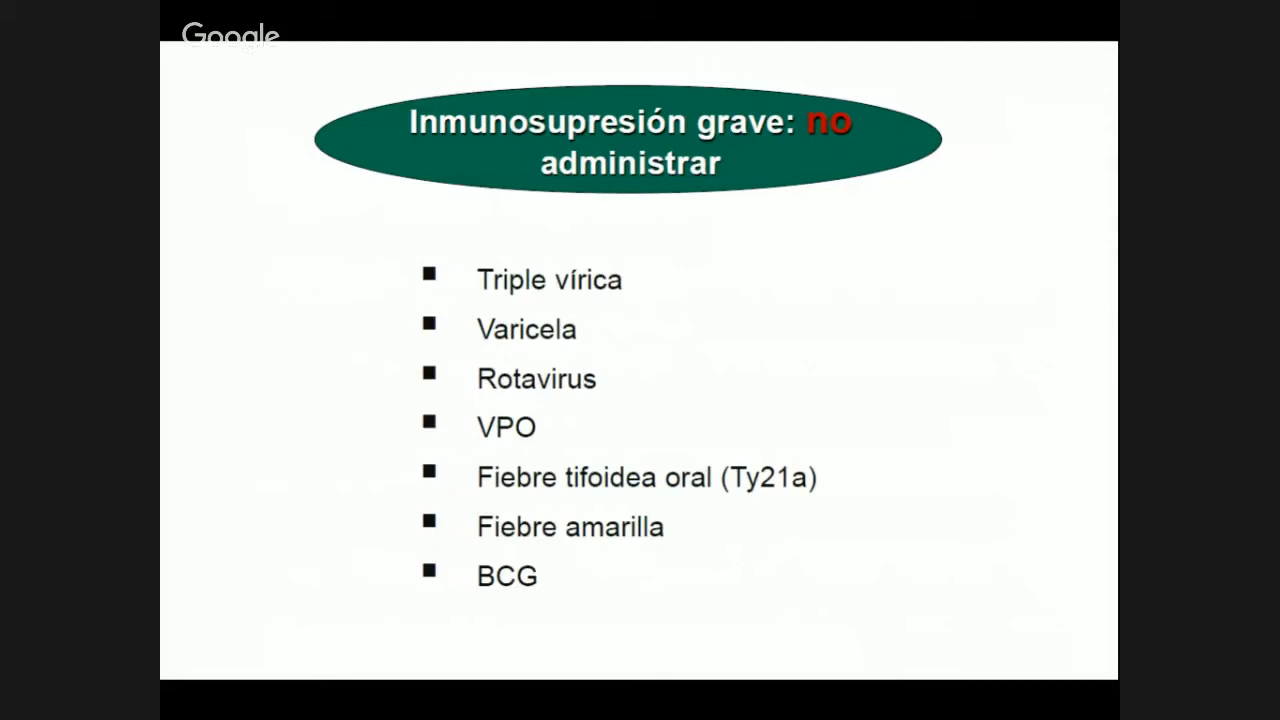 Google
Inmunosupresión grave: no
administrar
Triple vírica
Varicela
Rotavirus
VPO
Fiebre tifoidea oral (Ty21a)
Fiebre amarilla
BCG